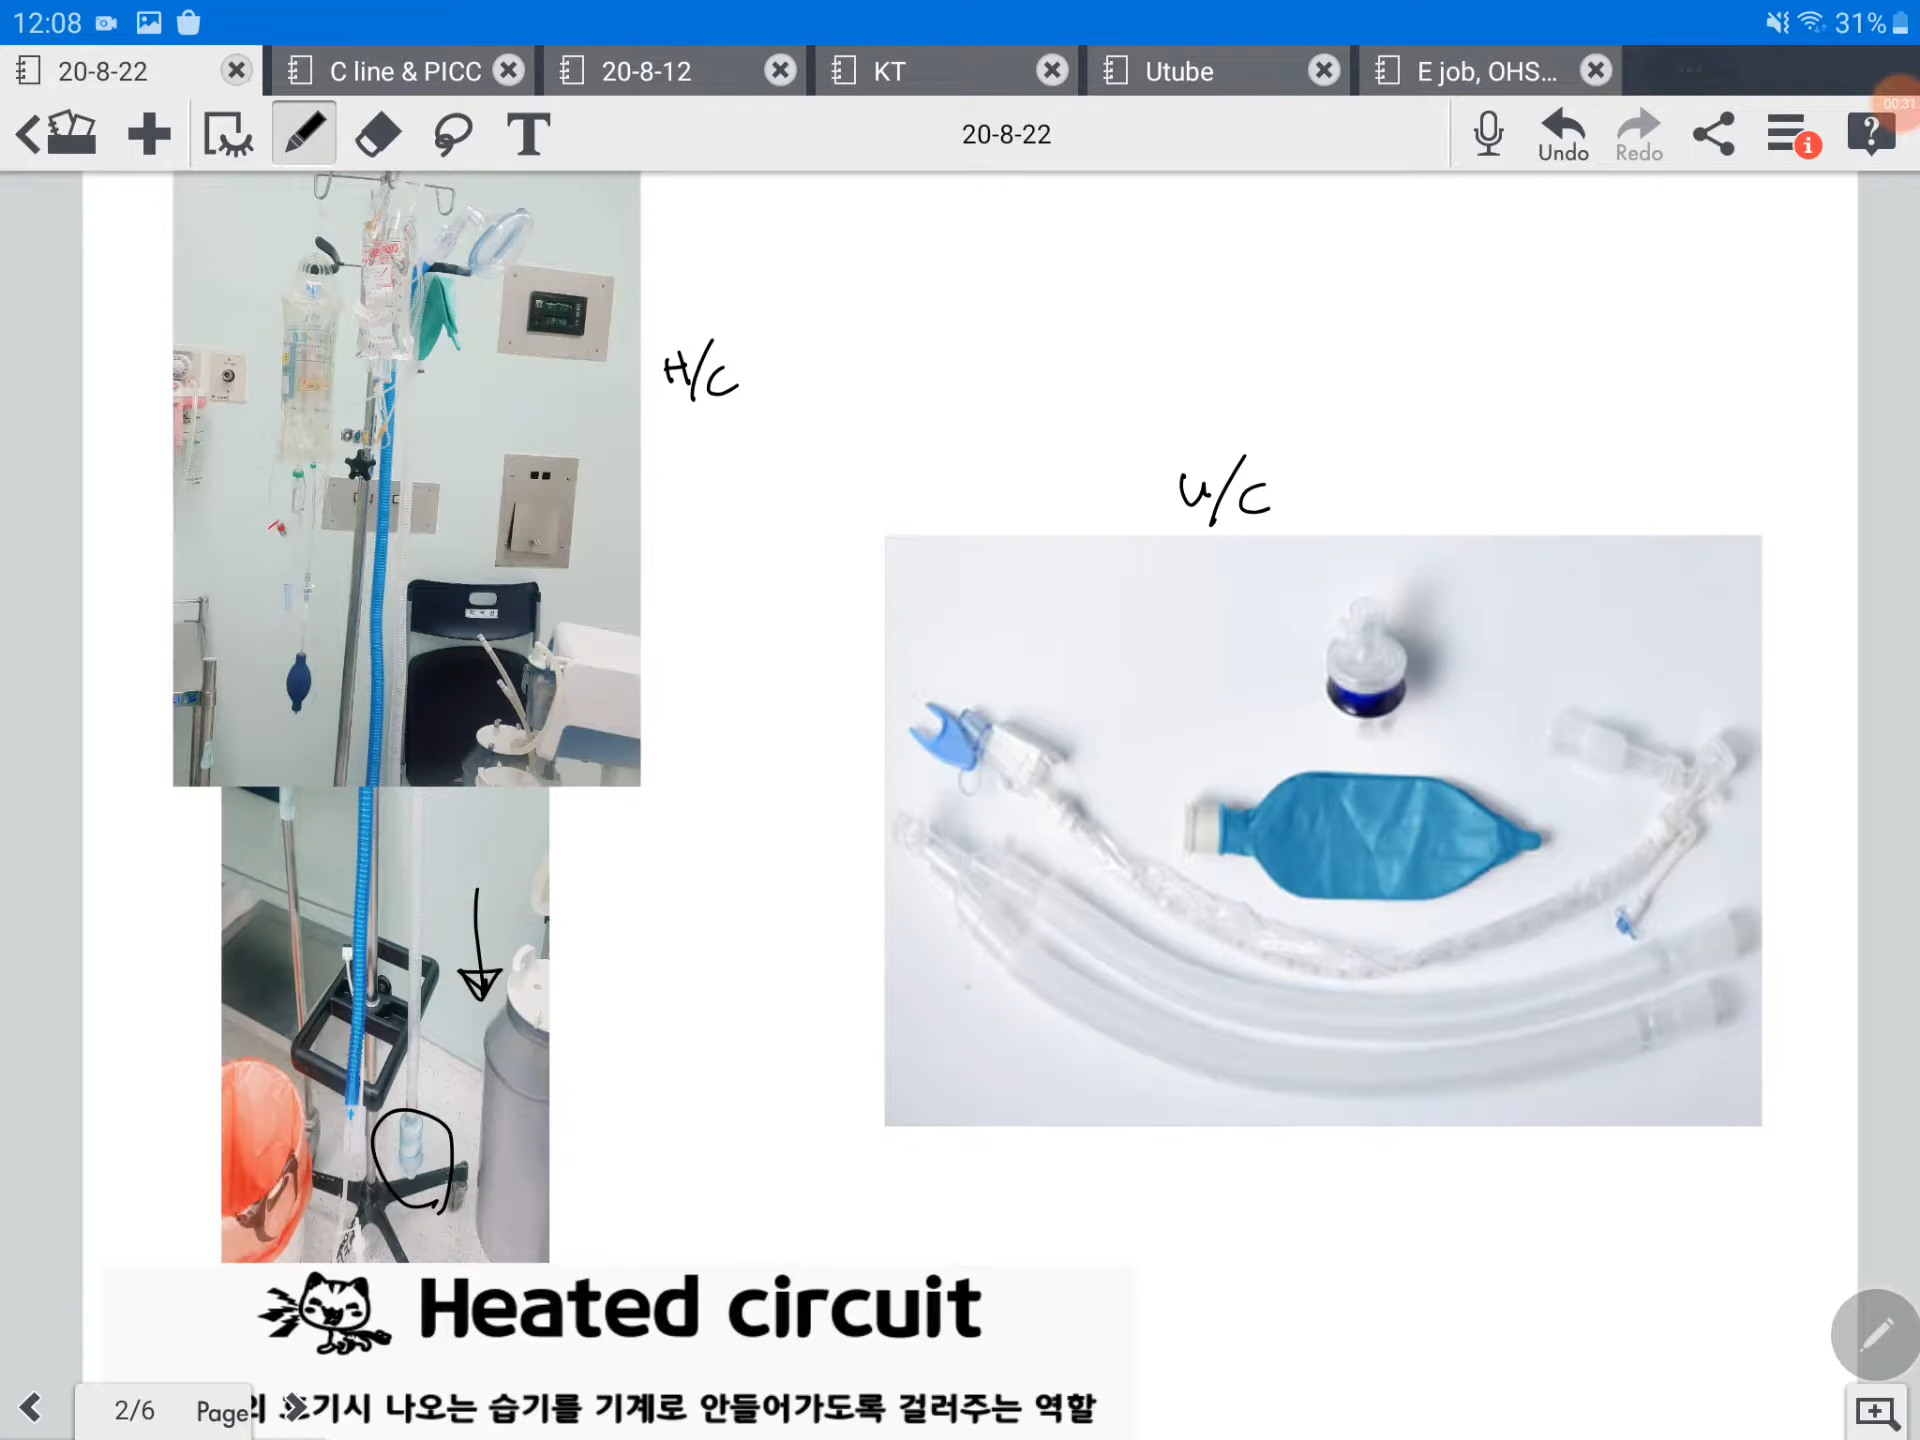 12:08
31%
20-8-22
C line & PICC
20-8-12
KT
Utube
E job, OHS...
00:31
T
20-8-22
Undo
Redo
H/C
U/C
Heated circuit
2/6 Page
기시 나오는 습기를 기계로 안들어가도록 걸러주는 역할